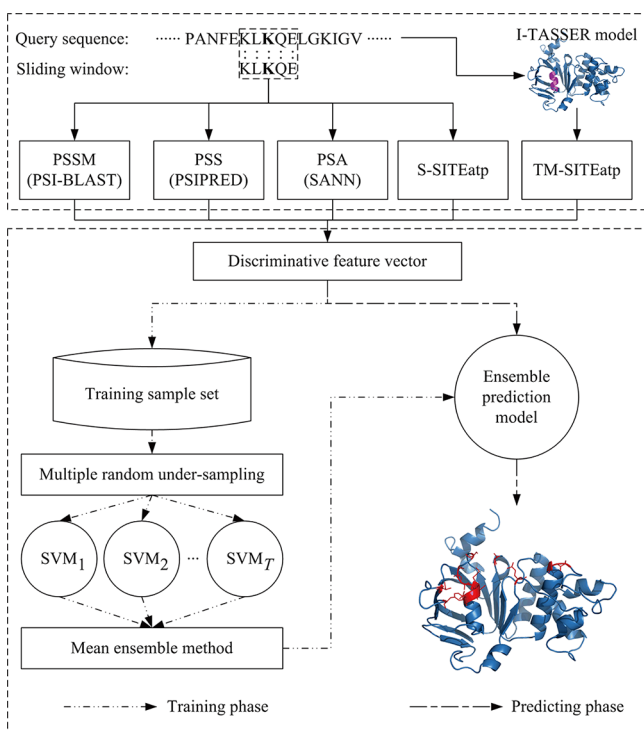 I-TASSER model
Query sequence: ······ PANFEKLKQELGKIGV ······
Sliding window: KLKQE
PSSM
(PSI-BLAST)
PSS
(PSIPRED)
PSA
(SANN)
S-SITEatp
TM-SITEatp
Discriminative feature vector
Training sample set
Ensemble
prediction
model
Multiple random under-sampling
SVM1 SVM2 ··· SVMT
Mean ensemble method
Training phase
Predicting phase